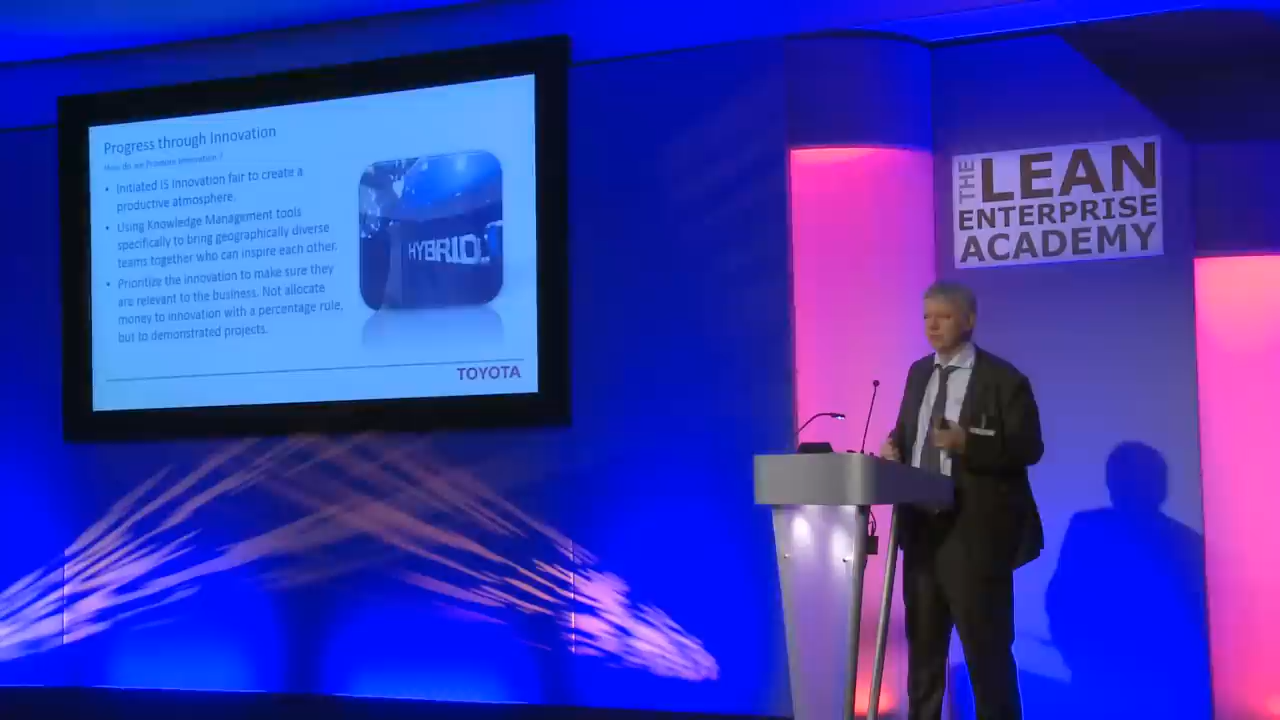 Progress through Innovation
How do we Promote Innovation ?
• Initiated IS Innovation fair to create a
productive atmosphere.
• Using Knowledge Management tools
specifically to bring geographically diverse
teams together who can inspire each other.
• Prioritize the innovation to make sure they
are relevant to the business. Not allocate
money to innovation with a percentage rule,
but to demonstrated projects.
HYBRID
TOYOTA
THE
LEAN
ENTERPRISE
ACADEMY